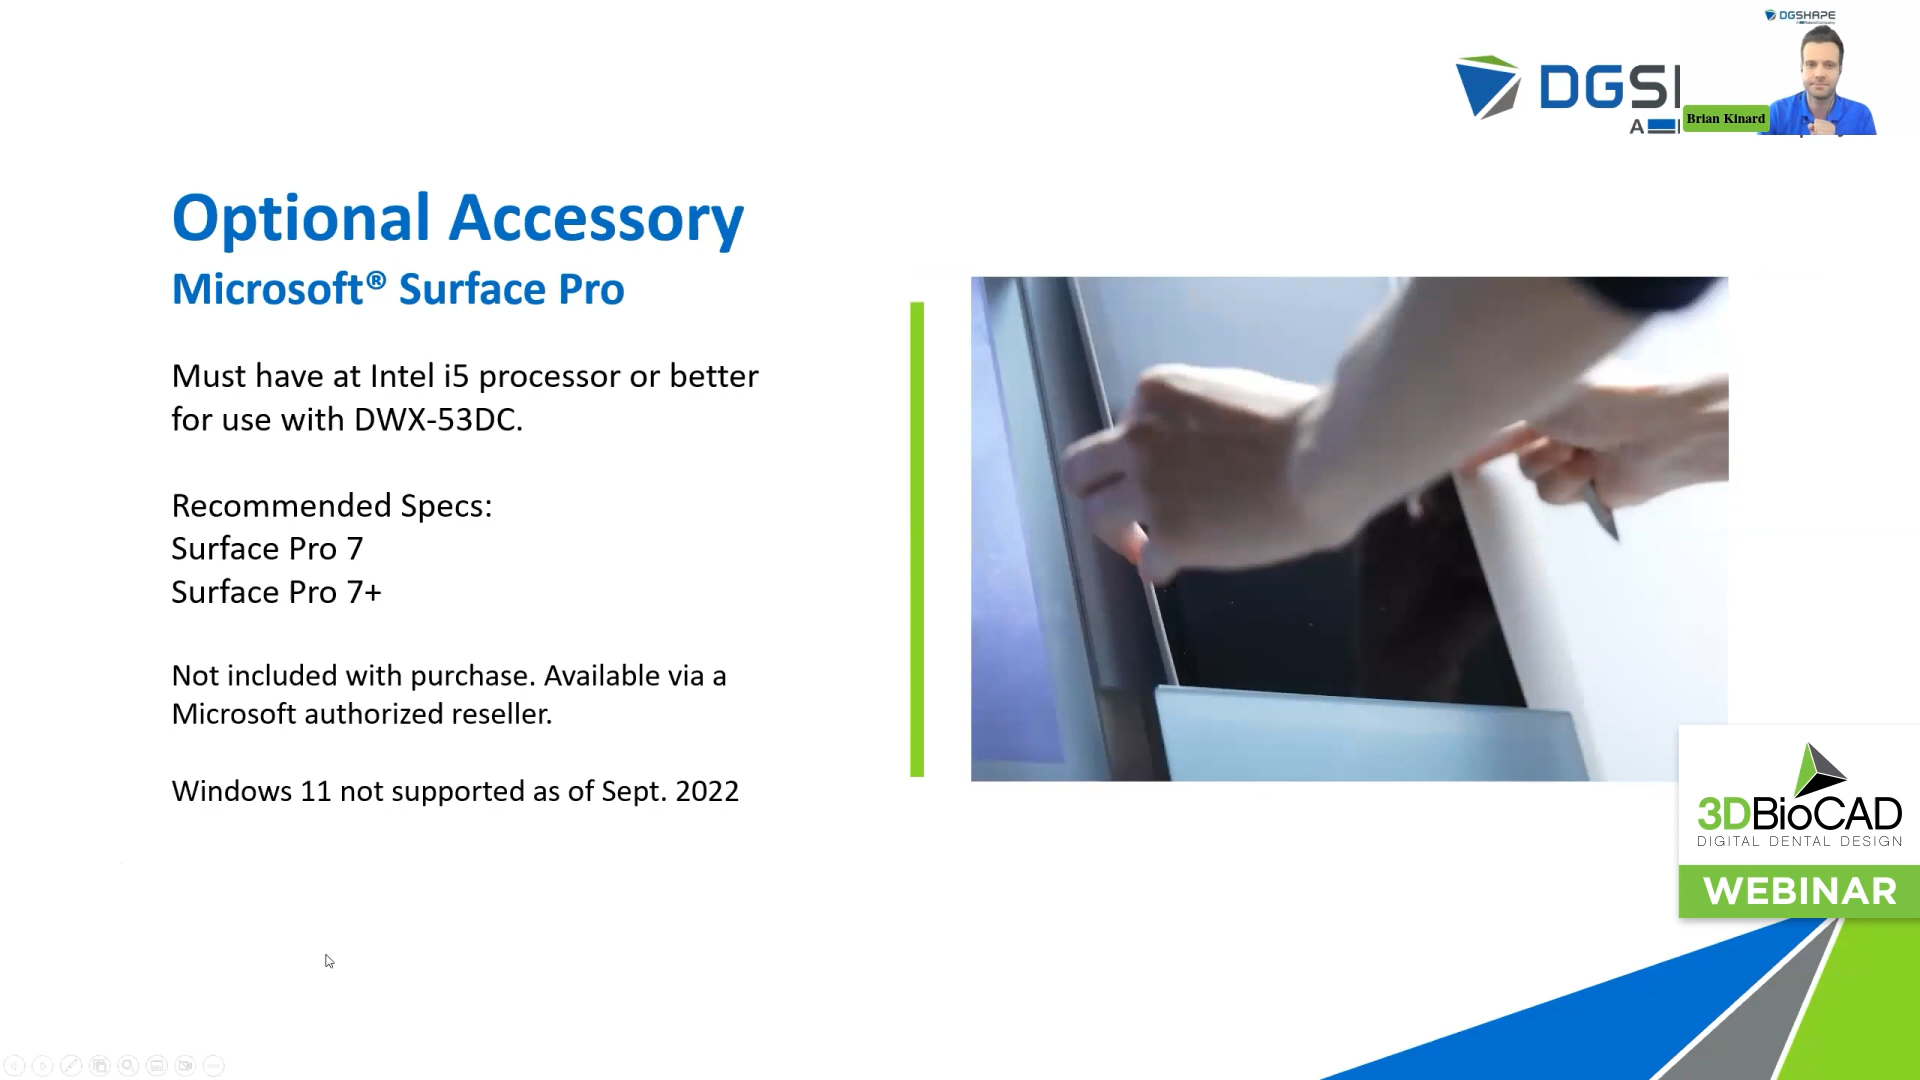 DGSHAPE
DGS
A
Brian Kinard
Optional Accessory
Microsoft® Surface Pro
Must have at Intel i5 processor or better
for use with DWX-53DC.
Recommended Specs:
Surface Pro 7
Surface Pro 7+
Not included with purchase. Available via a
Microsoft authorized reseller.
Windows 11 not supported as of Sept. 2022
3DBioCAD
DIGITAL DENTAL DESIGN
WEBINAR